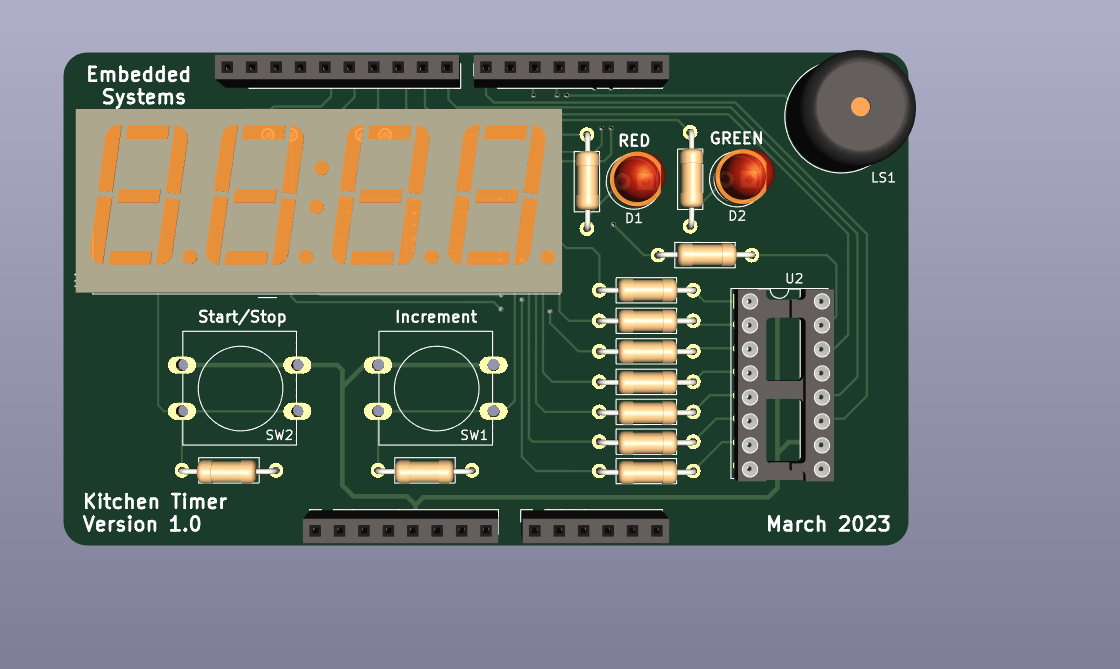 Embedded
Systems
RED
GREEN
LS1
D1
D2
U2
Start/Stop
Increment
SW2
SW1
Kitchen Timer
Version 1.0
March 2023